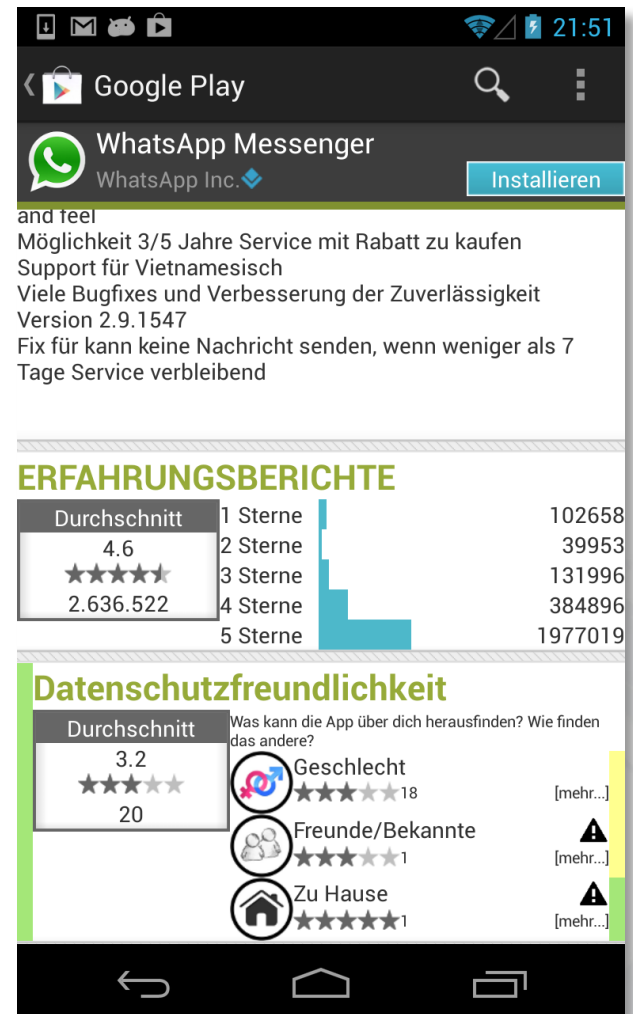 21:51
Google Play
WhatsApp Messenger
WhatsApp Inc.
Installieren
and feel
Möglichkeit 3/5 Jahre Service mit Rabatt zu kaufen
Support für Vietnamesisch
Viele Bugfixes und Verbesserung der Zuverlässigkeit
Version 2.9.1547
Fix für kann keine Nachricht senden, wenn weniger als 7
Tage Service verbleibend
ERFAHRUNGSBERICHTE
Durchschnitt
4.6
2.636.522
1 Sterne 102658
2 Sterne 39953
3 Sterne 131996
4 Sterne 384896
5 Sterne 1977019
Datenschutzfreundlichkeit
Durchschnitt
3.2
20
Was kann die App über dich herausfinden? Wie finden
das andere?
Geschlecht
18 [mehr...]
Freunde/Bekannte
1 [mehr...]
Zu Hause
1 [mehr...]